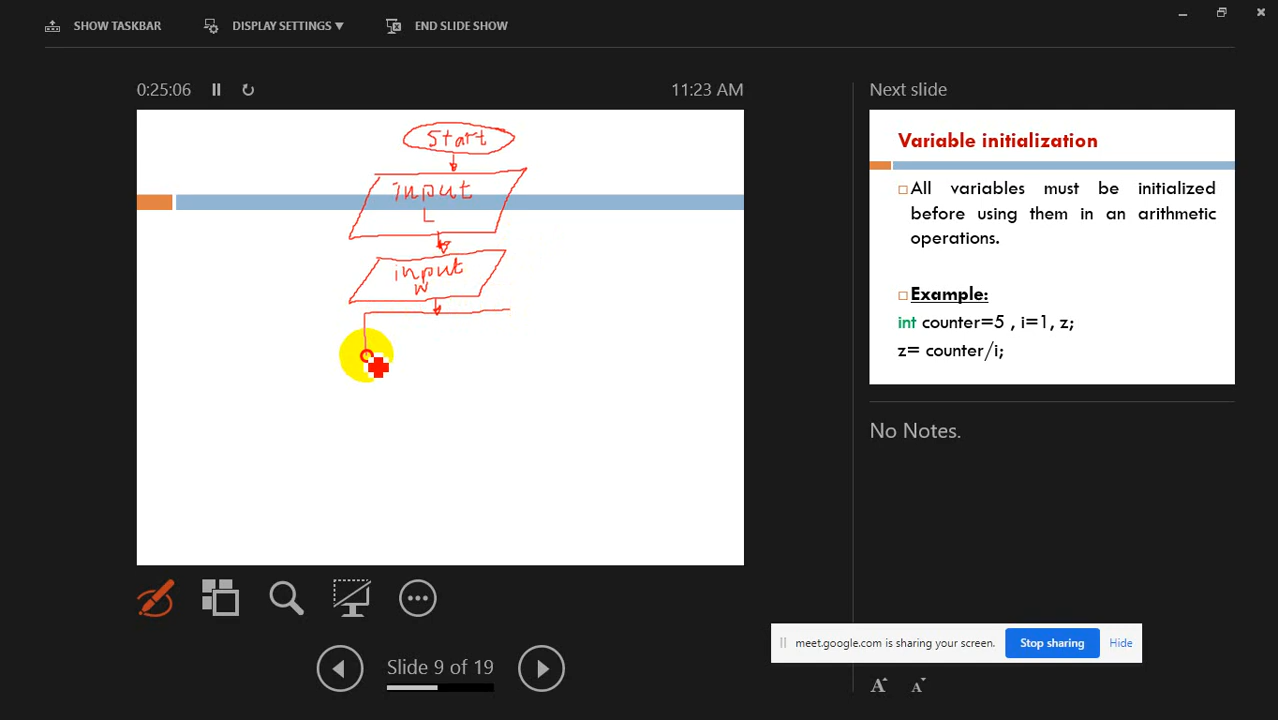 SHOW TASKBAR
DISPLAY SETTINGS ▼
END SLIDE SHOW
0:25:06
11:23 AM
Start
input
L
input
W
Next slide
Variable initialization
All variables must be initialized
before using them in an arithmetic
operations.
Example:
int counter=5 , i=1, z;
z= counter/i;
No Notes.
meet.google.com is sharing your screen.
Stop sharing
Hide
Slide 9 of 19
A A